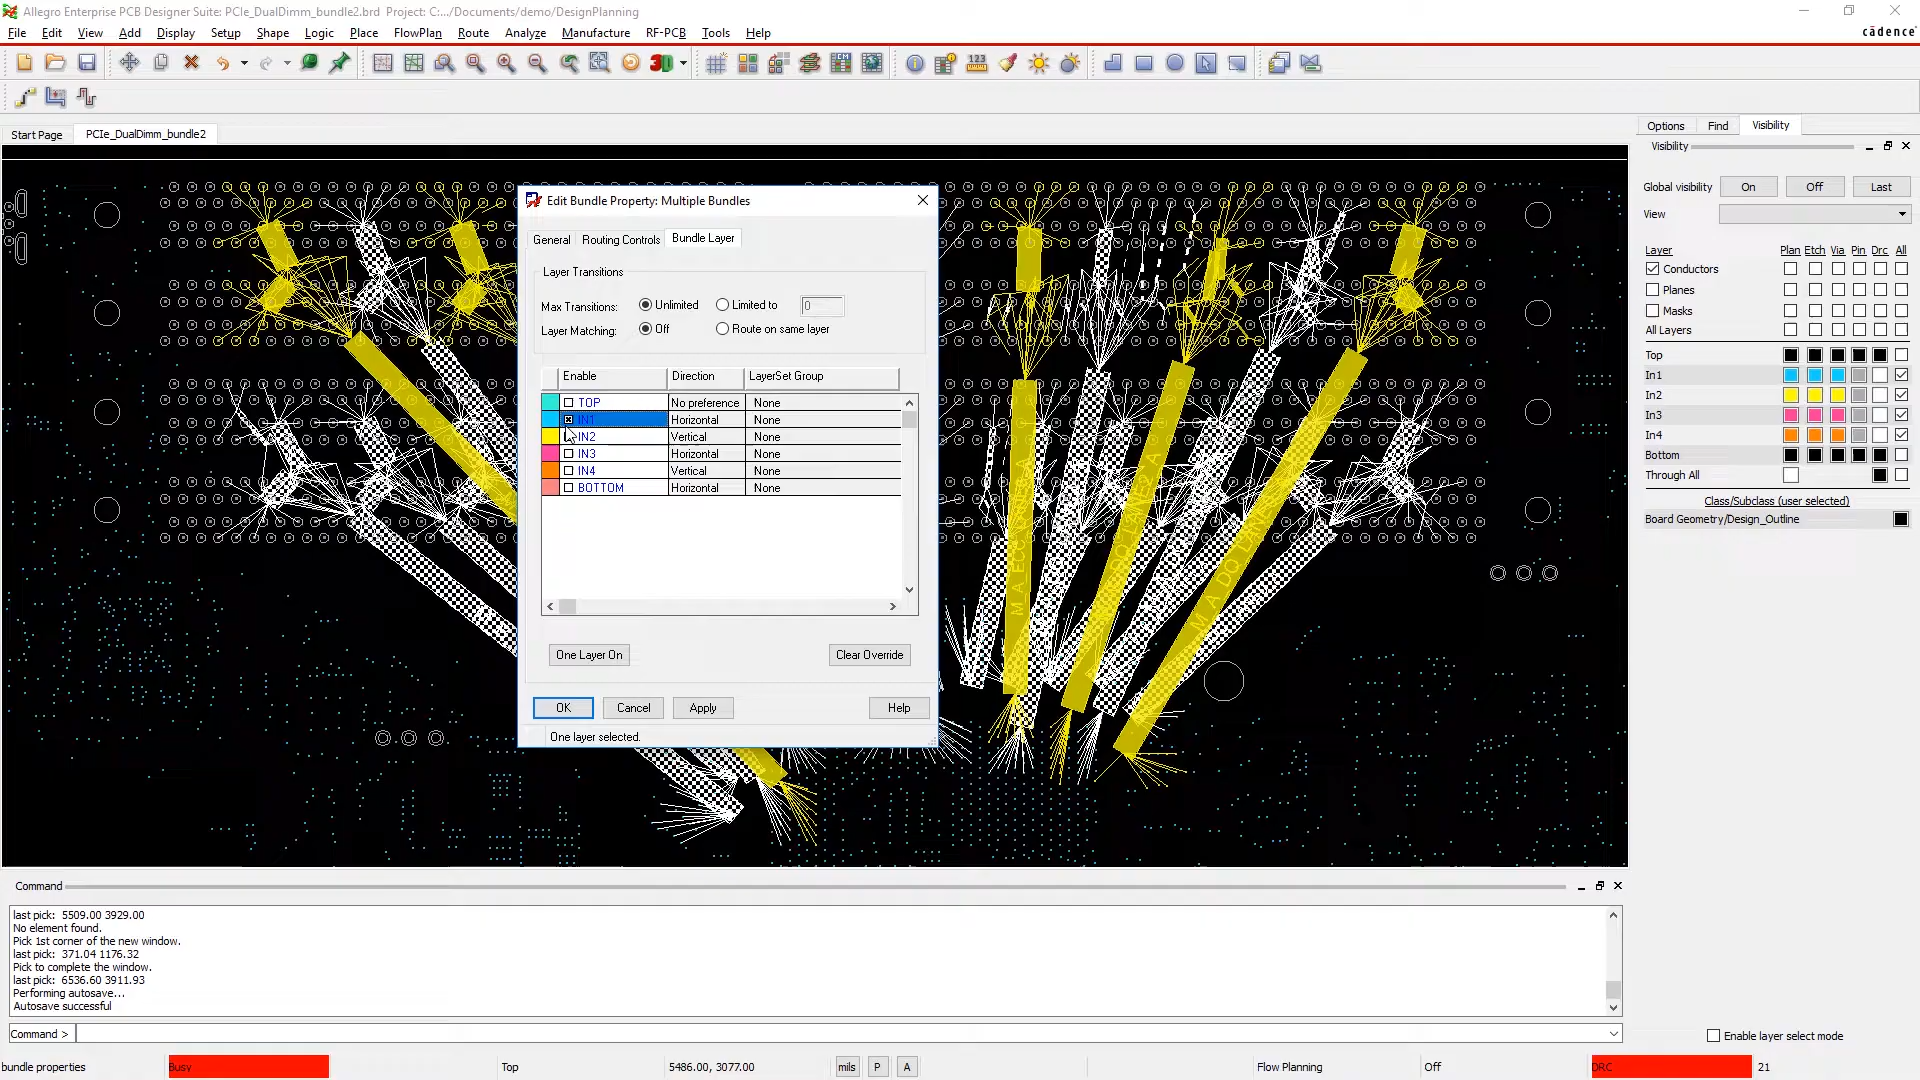 Allegro Enterprise PCB Designer Suite: PCIe_DualDimm_bundle2.brd  Project: C:.../Documents/demo/DesignPlanning
File Edit View Add Display Setup Shape Logic Place FlowPlan Route Analyze Manufacture RF-PCB Tools Help
cādence
3D
123
Start Page PCIe_DualDimm_bundle2
Options Find Visibility
Visibility
Global visibility On Off Last
View
Layer Plan Etch Via Pin Drc All
Conductors
Planes
Masks
All Layers
Top
In1
In2
In3
In4
Bottom
Through All
Class/Subclass (user selected)
Board Geometry/Design_Outline
Enable layer select mode
Edit Bundle Property: Multiple Bundles
General Routing Controls Bundle Layer
Layer Transitions
Max Transitions: Unlimited Limited to 0
Layer Matching: Off Route on same layer
Enable Direction LayerSet Group
TOP No preference None
IN1 Horizontal None
IN2 Vertical None
IN3 Horizontal None
IN4 Vertical None
BOTTOM Horizontal None
One Layer On Clear Override
OK Cancel Apply Help
One layer selected.
Command
last pick:  5509.00 3929.00
No element found.
Pick 1st corner of the new window.
last pick:  371.04 1176.32
Pick to complete the window.
last pick:  6536.60 3911.93
Performing autosave...
Autosave successful
Command >
bundle properties Busy Top 5486.00, 3077.00 mils P A Flow Planning Off DRC 21